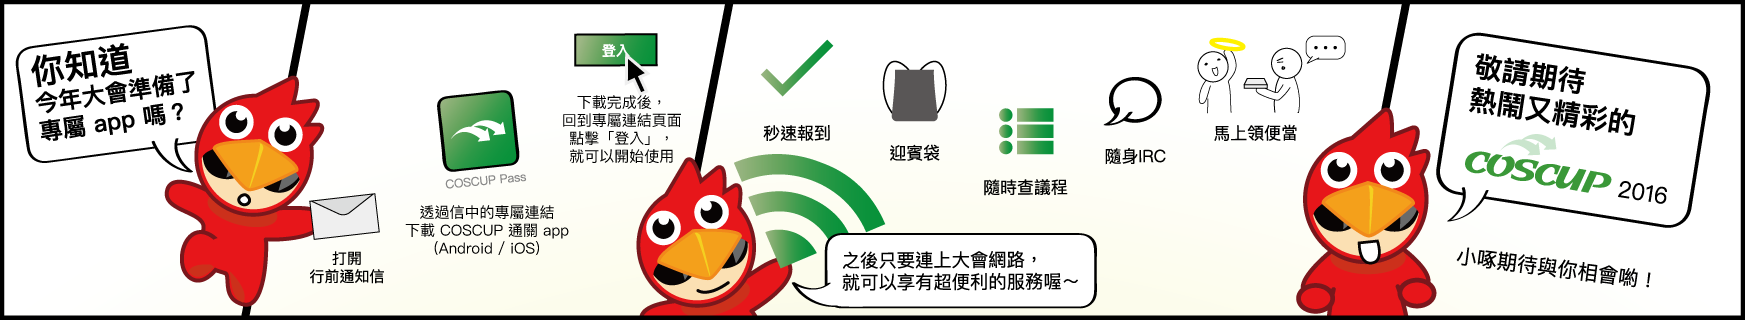 你知道
今年大會準備了
專屬 app 嗎？
打開
行前通知信
COSCUP Pass
透過信中的專屬連結
下載 COSCUP 通關 app
(Android / iOS)
登入
下載完成後，
回到專屬連結頁面
點擊「登入」，
就可以開始使用
秒速報到
迎賓袋
隨時查議程
隨身IRC
馬上領便當
之後只要連上大會網路，
就可以享有超便利的服務喔～
敬請期待
熱鬧又精彩的
COSCUP 2016
小啄期待與你相會喲！